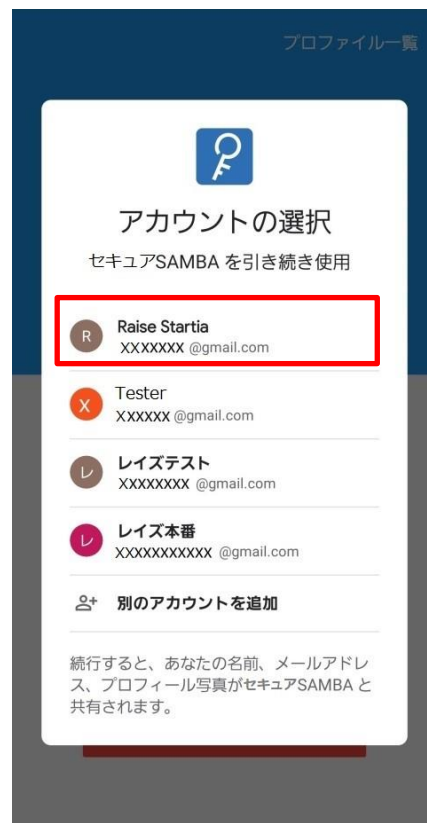 プロファイル一覧
アカウントの選択
セキュアSAMBA を引き続き使用
R
Raise Startia
XXXXXXX @gmail.com
X
Tester
XXXXXX @gmail.com
レ
レイズテスト
XXXXXXXX @gmail.com
レ
レイズ本番
XXXXXXXXXXX @gmail.com
別のアカウントを追加
続行すると、あなたの名前、メールアドレ
ス、プロフィール写真がセキュアSAMBA と
共有されます。